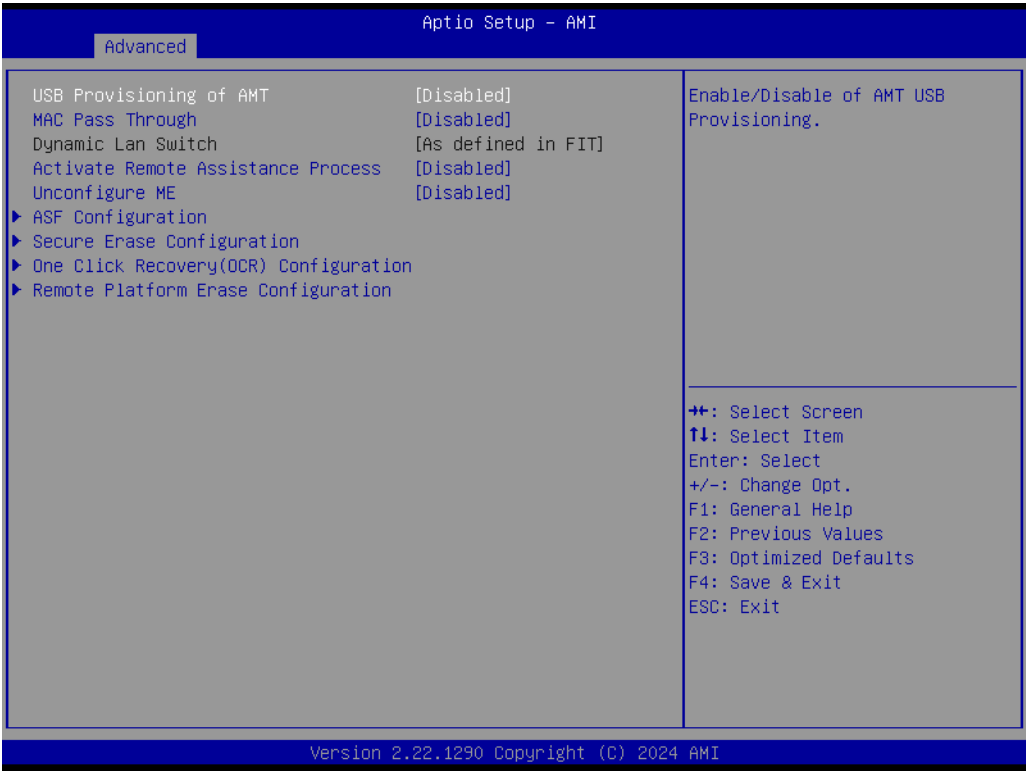 Aptio Setup – AMI
Advanced
USB Provisioning of AMT [Disabled]
MAC Pass Through [Disabled]
Dynamic Lan Switch [As defined in FIT]
Activate Remote Assistance Process [Disabled]
Unconfigure ME [Disabled]
ASF Configuration
Secure Erase Configuration
One Click Recovery(OCR) Configuration
Remote Platform Erase Configuration
Enable/Disable of AMT USB
Provisioning.
→←: Select Screen
↑↓: Select Item
Enter: Select
+/-: Change Opt.
F1: General Help
F2: Previous Values
F3: Optimized Defaults
F4: Save & Exit
ESC: Exit
Version 2.22.1290 Copyright (C) 2024 AMI